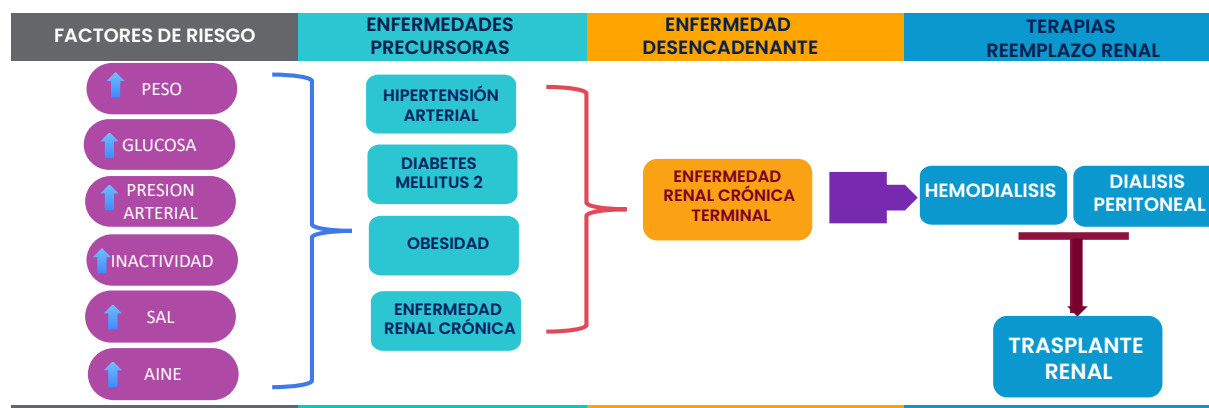 FACTORES DE RIESGO
ENFERMEDADES
PRECURSORAS
ENFERMEDAD
DESENCADENANTE
TERAPIAS
REEMPLAZO RENAL
PESO
GLUCOSA
PRESION
ARTERIAL
INACTIVIDAD
SAL
AINE
HIPERTENSIÓN
ARTERIAL
DIABETES
MELLITUS 2
OBESIDAD
ENFERMEDAD
RENAL CRÓNICA
ENFERMEDAD
RENAL CRÓNICA
TERMINAL
HEMODIALISIS
DIALISIS
PERITONEAL
TRASPLANTE
RENAL